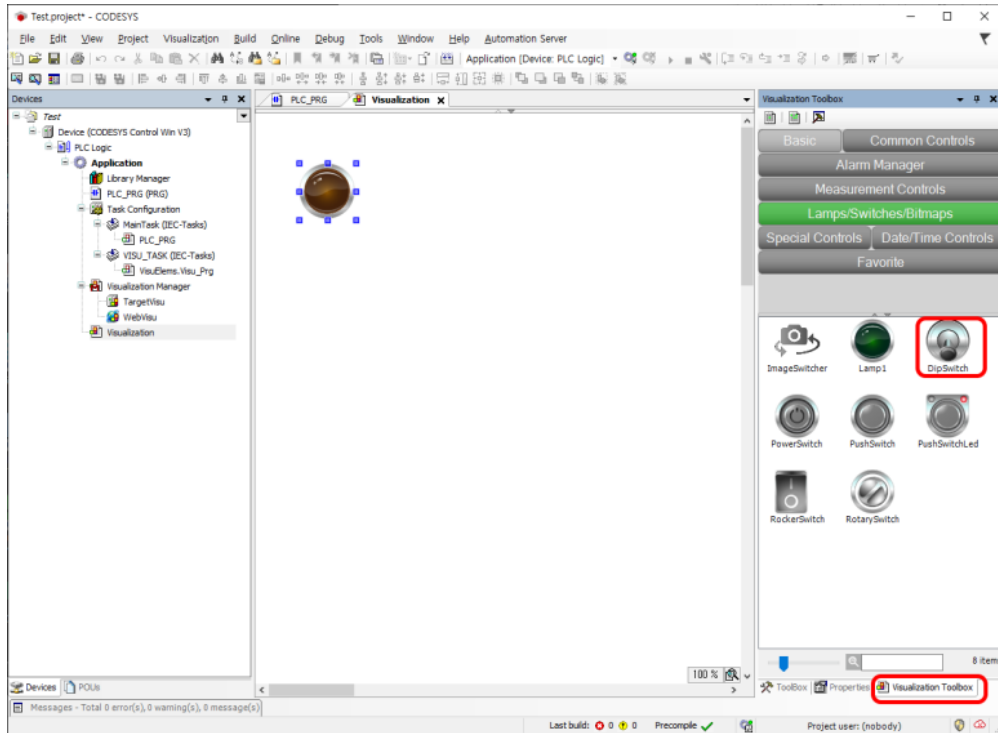 Test.project* - CODESYS
File Edit View Project Visualization Build Online Debug Tools Window Help Automation Server
Application [Device: PLC Logic]
Devices
PLC_PRG
Visualization
Visualization Toolbox
Test
Device (CODESYS Control Win V3)
PLC Logic
Application
Library Manager
PLC_PRG (PRG)
Task Configuration
MainTask (IEC-Tasks)
PLC_PRG
VISU_TASK (IEC-Tasks)
VisuElems.Visu_Prg
Visualization Manager
TargetVisu
WebVisu
Visualization
Basic Common Controls
Alarm Manager
Measurement Controls
Lamps/Switches/Bitmaps
Special Controls Date/Time Controls
Favorite
ImageSwitcher Lamp1 DipSwitch
PowerSwitch PushSwitch PushSwitchLed
RockerSwitch RotarySwitch
8 item
100 %
Devices POUs
ToolBox Properties Visualization Toolbox
Messages - Total 0 error(s), 0 warning(s), 0 message(s)
Last build: 0 0 Precompile Project user: (nobody)